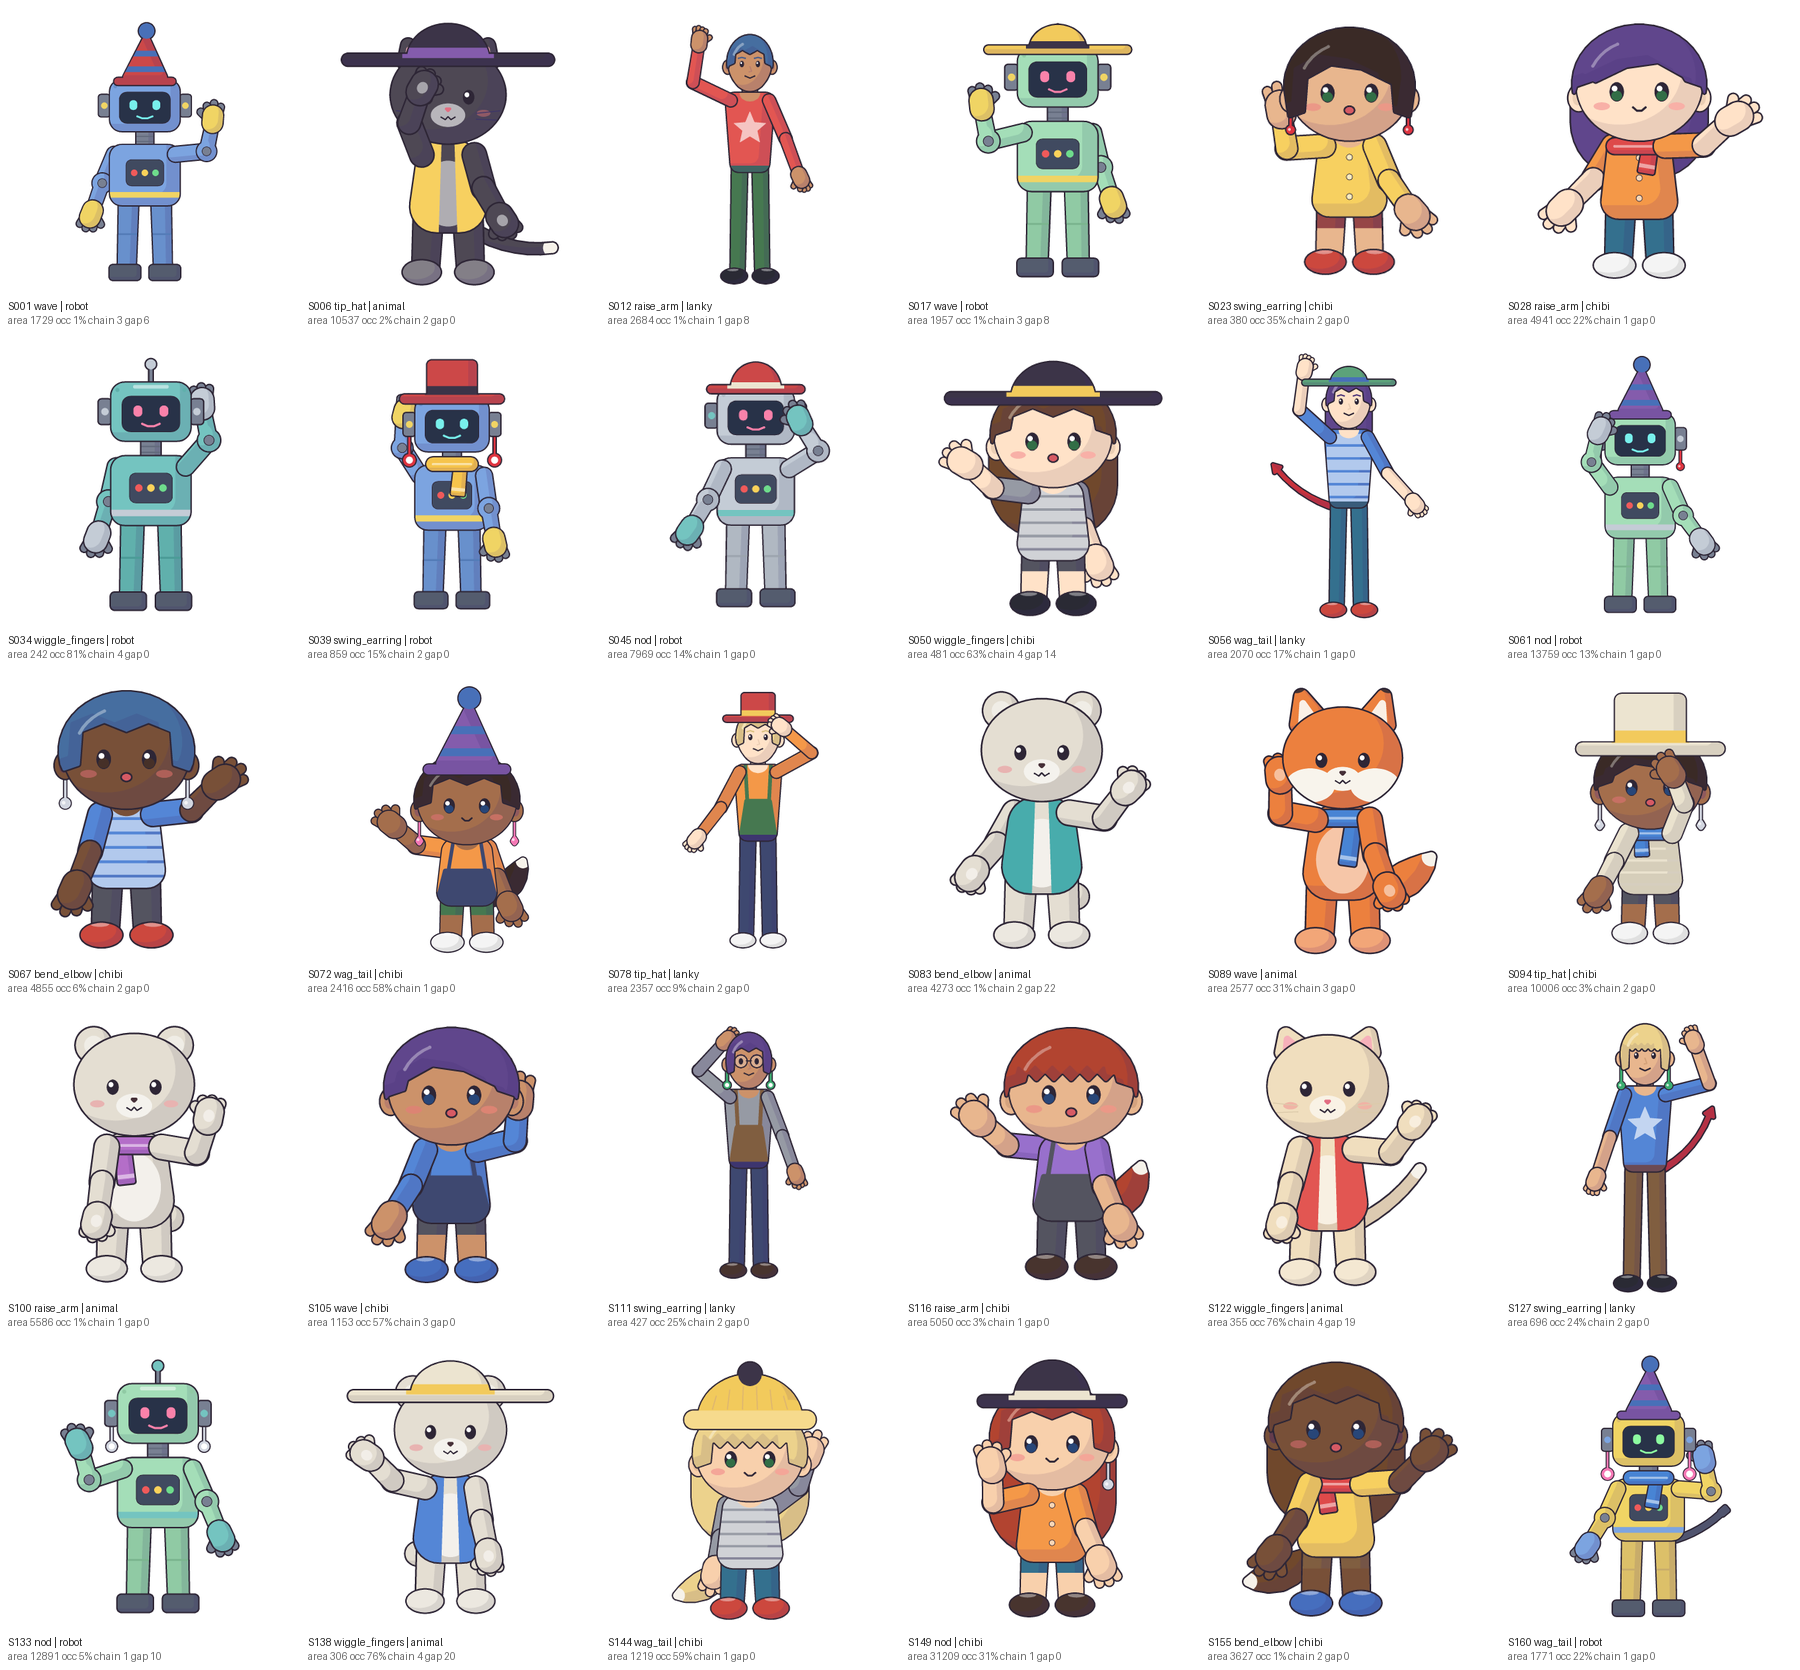 S001 wave | robot
area 1729 occ 1% chain 3 gap 6
S006 tip_hat | animal
area 10537 occ 2% chain 2 gap 0
S012 raise_arm | lanky
area 2684 occ 1% chain 1 gap 8
S017 wave | robot
area 1957 occ 1% chain 3 gap 8
S023 swing_earring | chibi
area 380 occ 35% chain 2 gap 0
S028 raise_arm | chibi
area 4941 occ 22% chain 1 gap 0
S034 wiggle_fingers | robot
area 242 occ 81% chain 4 gap 0
S039 swing_earring | robot
area 859 occ 15% chain 2 gap 0
S045 nod | robot
area 7969 occ 14% chain 1 gap 0
S050 wiggle_fingers | chibi
area 481 occ 63% chain 4 gap 14
S056 wag_tail | lanky
area 2070 occ 17% chain 1 gap 0
S061 nod | robot
area 13759 occ 13% chain 1 gap 0
S067 bend_elbow | chibi
area 4855 occ 6% chain 2 gap 0
S072 wag_tail | chibi
area 2416 occ 58% chain 1 gap 0
S078 tip_hat | lanky
area 2357 occ 9% chain 2 gap 0
S083 bend_elbow | animal
area 4273 occ 1% chain 2 gap 22
S089 wave | animal
area 2577 occ 31% chain 3 gap 0
S094 tip_hat | chibi
area 10006 occ 3% chain 2 gap 0
S100 raise_arm | animal
area 5586 occ 1% chain 1 gap 0
S105 wave | chibi
area 1153 occ 57% chain 3 gap 0
S111 swing_earring | lanky
area 427 occ 25% chain 2 gap 0
S116 raise_arm | chibi
area 5050 occ 3% chain 1 gap 0
S122 wiggle_fingers | animal
area 355 occ 76% chain 4 gap 19
S127 swing_earring | lanky
area 696 occ 24% chain 2 gap 0
S133 nod | robot
area 12891 occ 5% chain 1 gap 10
S138 wiggle_fingers | animal
area 306 occ 76% chain 4 gap 20
S144 wag_tail | chibi
area 1219 occ 59% chain 1 gap 0
S149 nod | chibi
area 31209 occ 31% chain 1 gap 0
S155 bend_elbow | chibi
area 3627 occ 1% chain 2 gap 0
S160 wag_tail | robot
area 1771 occ 22% chain 1 gap 0